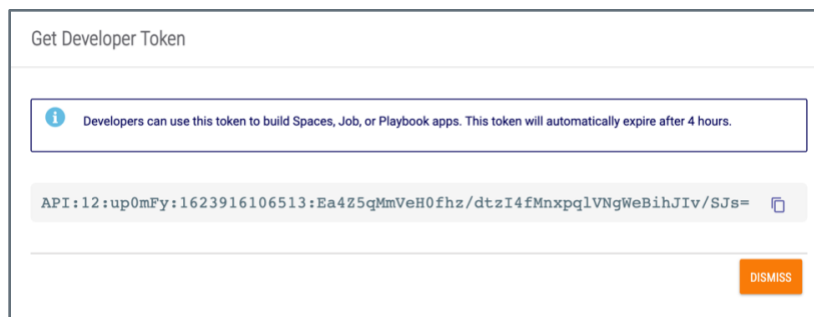 Get Developer Token
Developers can use this token to build Spaces, Job, or Playbook apps. This token will automatically expire after 4 hours.
API:12:up0mFy:1623916106513:Ea4Z5qMmVeH0fhz/dtzI4fMnxpqlVNgWeBihJIv/SJs=
DISMISS